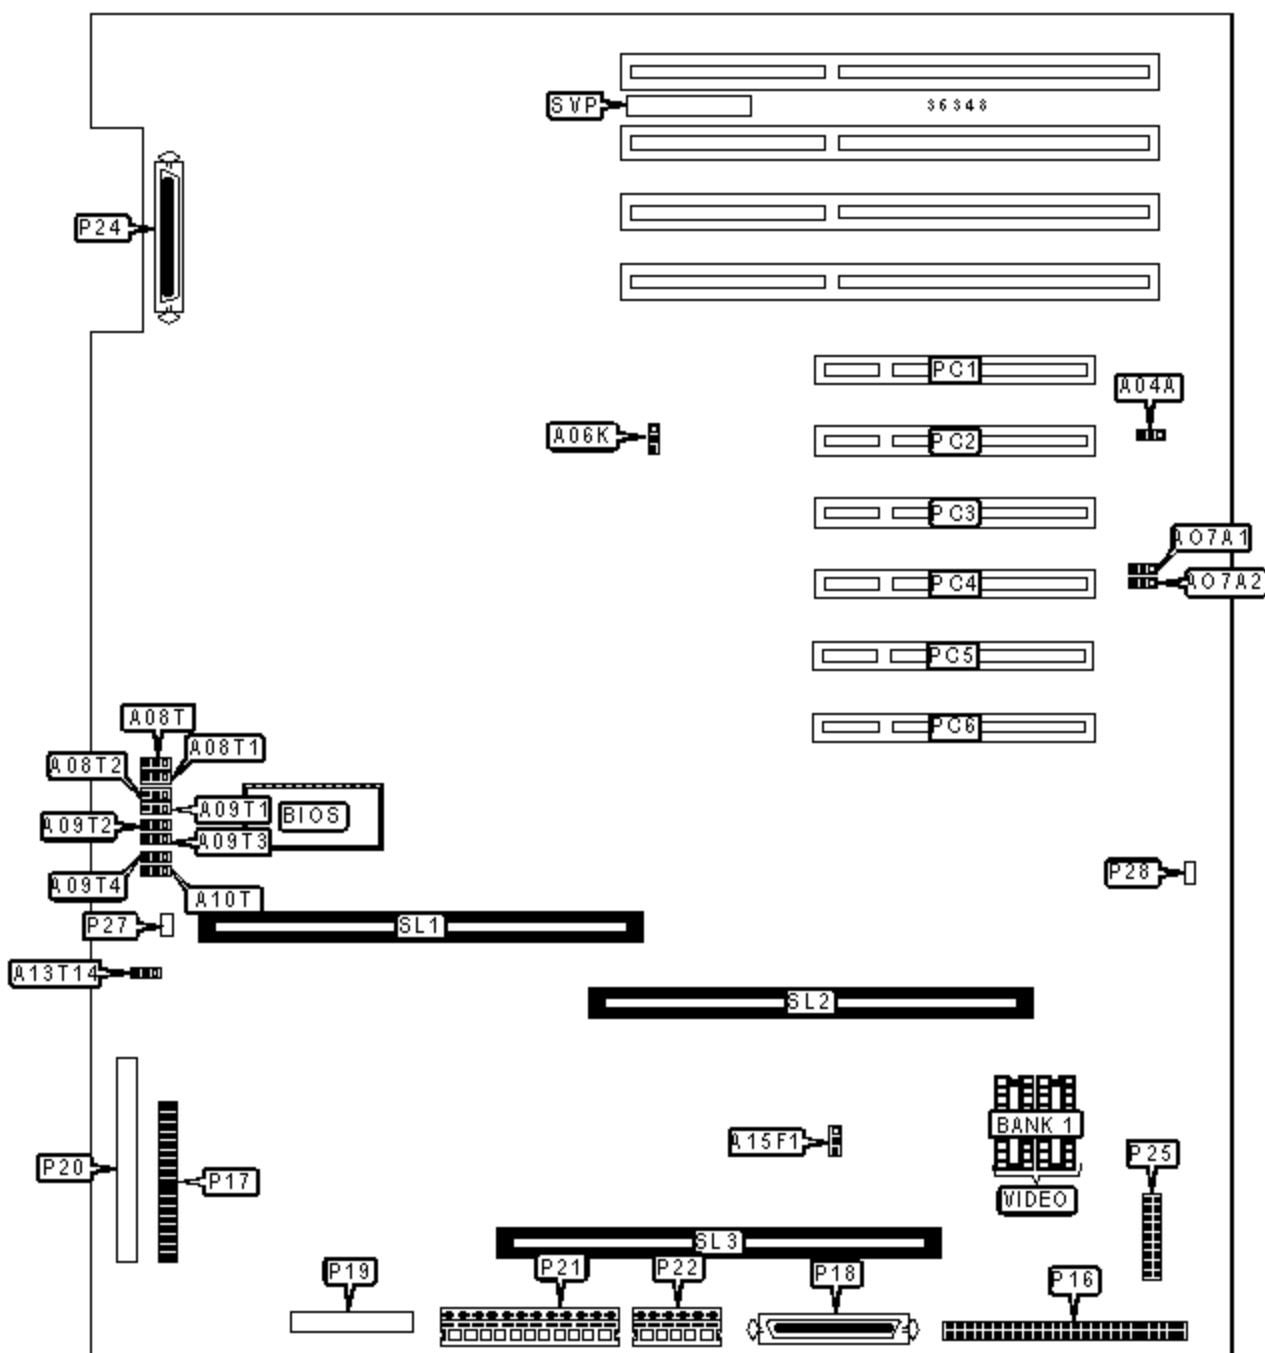 SVP
36348
P24
PC1
A04A
A06K
PC2
PC3
A07A1
PC4
A07A2
PC5
A08T
PC6
A08T1
A08T2
A09T1
BIOS
A09T2
A09T3
P28
A09T4
A10T
P27
SL1
A13T14
SL2
BANK 1
A15F1
P25
P20
P17
VIDEO
SL3
P19
P21
P22
P18
P16